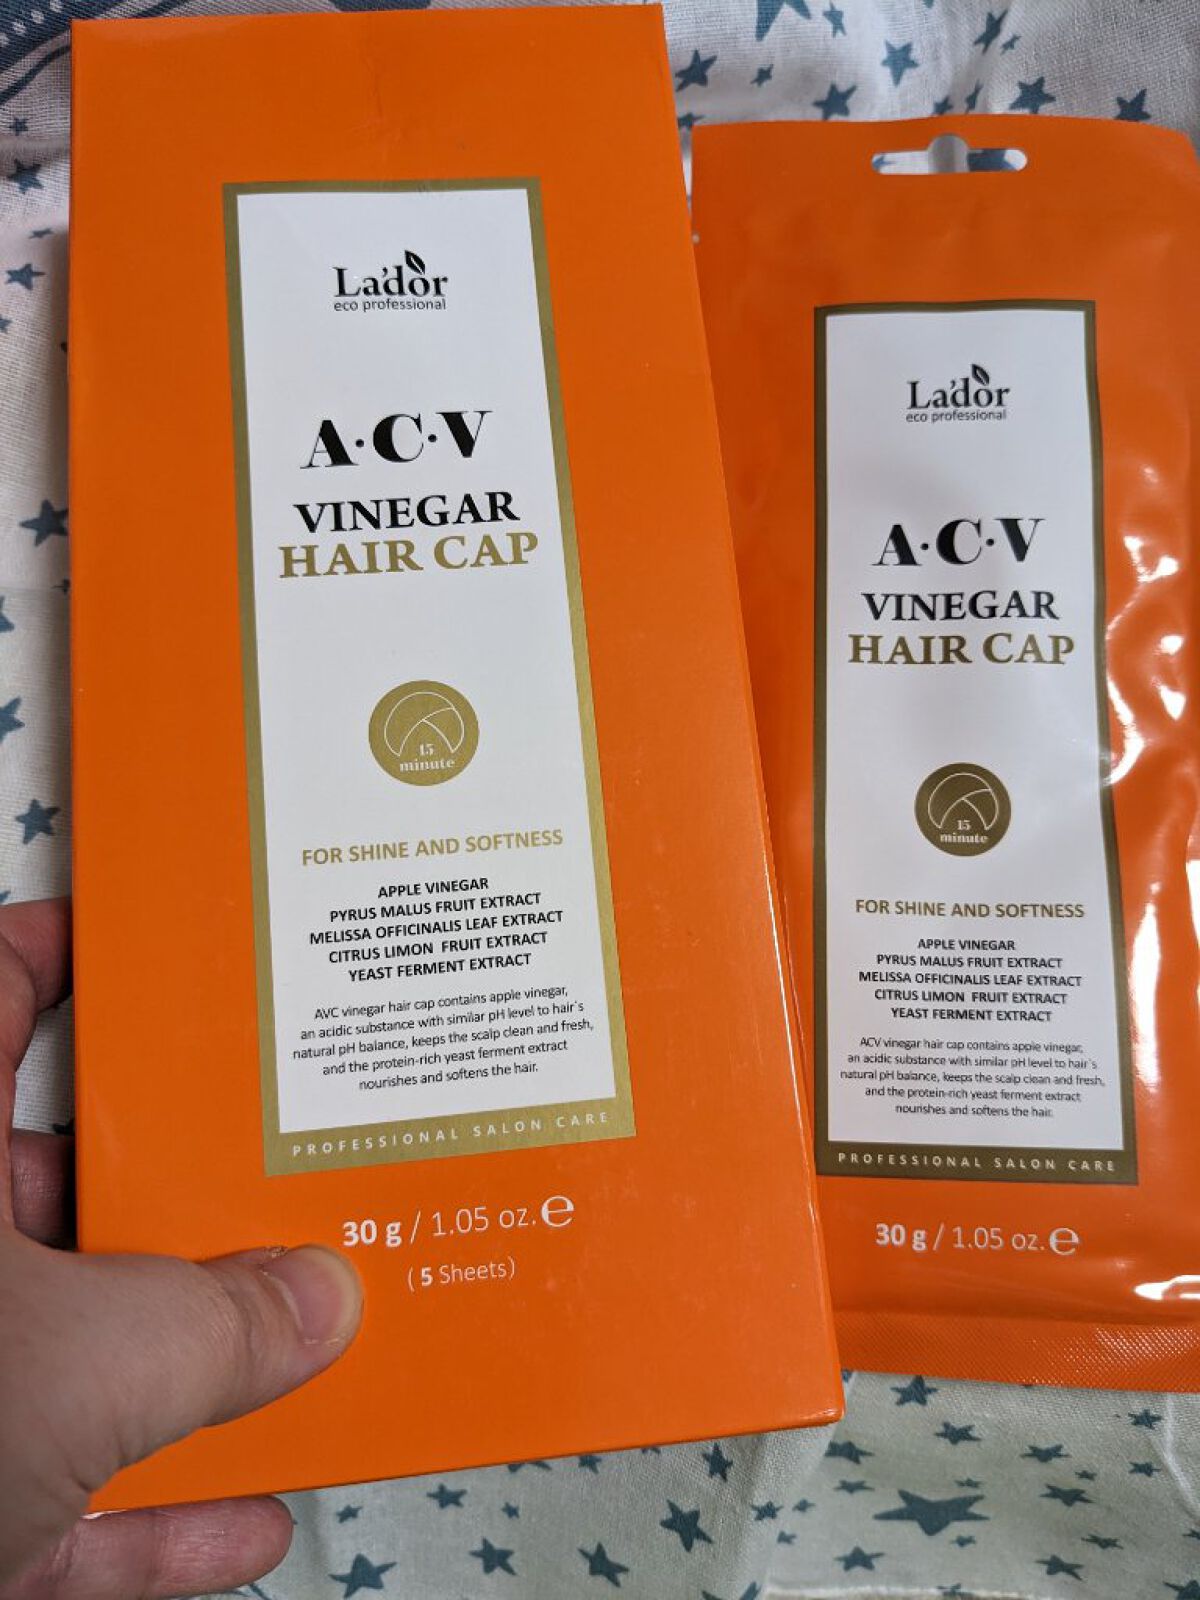 La'dor
eco professional
A·C·V
VINEGAR
HAIR CAP
15
minute
FOR SHINE AND SOFTNESS
APPLE VINEGAR
PYRUS MALUS FRUIT EXTRACT
MELISSA OFFICINALIS LEAF EXTRACT
CITRUS LIMON FRUIT EXTRACT
YEAST FERMENT EXTRACT
AVC vinegar hair cap contains apple vinegar,
an acidic substance with similar pH level to hair`s
natural pH balance, keeps the scalp clean and fresh,
and the protein-rich yeast ferment extract
nourishes and softens the hair.
PROFESSIONAL SALON CARE
30 g / 1.05 oz. ℮
( 5 Sheets)
La'dor
eco professional
A·C·V
VINEGAR
HAIR CAP
15
minute
FOR SHINE AND SOFTNESS
APPLE VINEGAR
PYRUS MALUS FRUIT EXTRACT
MELISSA OFFICINALIS LEAF EXTRACT
CITRUS LIMON FRUIT EXTRACT
YEAST FERMENT EXTRACT
ACV vinegar hair cap contains apple vinegar,
an acidic substance with similar pH level to hair`s
natural pH balance, keeps the scalp clean and fresh,
and the protein-rich yeast ferment extract
nourishes and softens the hair.
PROFESSIONAL SALON CARE
30 g / 1.05 oz. ℮